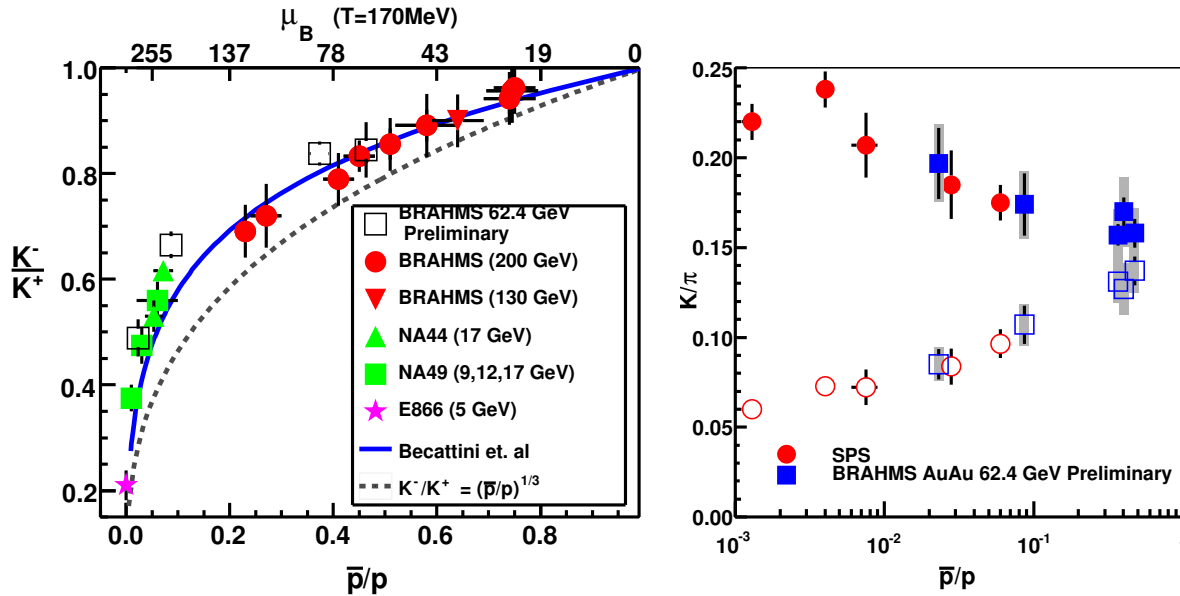 μB (T=170MeV)
255 137 78 43 19 0
1.0
0.8
0.6
0.4
0.2
K-
K+
BRAHMS 62.4 GeV
Preliminary
BRAHMS (200 GeV)
BRAHMS (130 GeV)
NA44 (17 GeV)
NA49 (9,12,17 GeV)
E866 (5 GeV)
Becattini et. al
K-/K+ = (p̅/p)^1/3
0.0 0.2 0.4 0.6 0.8
p̅/p
0.25
0.20
0.15
0.10
0.05
0.00
K/π
SPS
BRAHMS AuAu 62.4 GeV Preliminary
10^-3 10^-2 10^-1 1
p̅/p